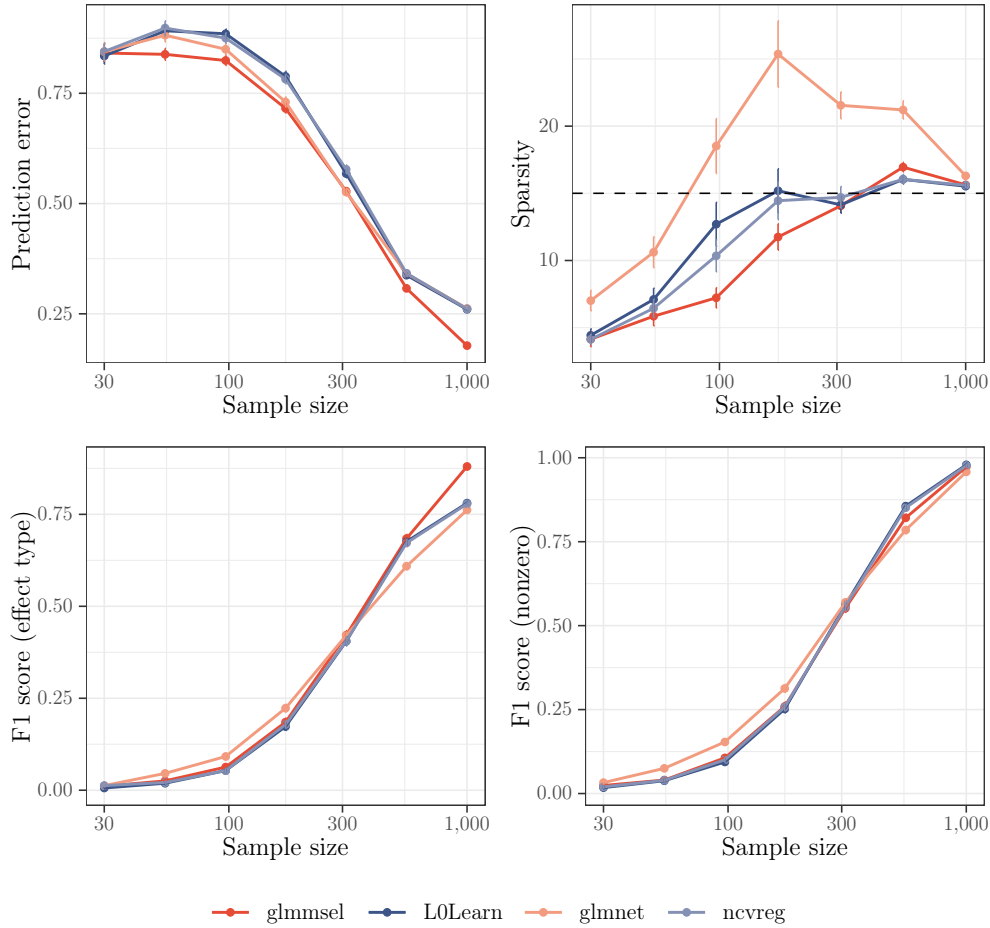 Prediction error
0.75
0.50
0.25
30
100
300
1,000
Sample size
Sparsity
20
10
30
100
300
1,000
Sample size
F1 score (effect type)
0.75
0.50
0.25
0.00
30
100
300
1,000
Sample size
F1 score (nonzero)
1.00
0.75
0.50
0.25
0.00
30
100
300
1,000
Sample size
glmmsel
L0Learn
glmnet
ncvreg